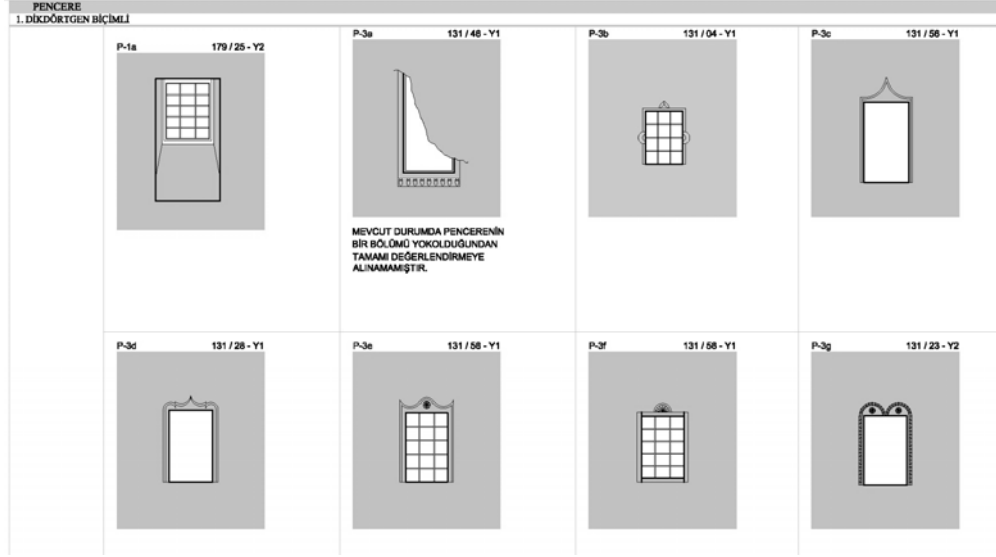 PENCERE
1. DİKDÖRTGEN BİÇİMLİ
P-1a 179 / 25 - Y2
P-3a 131 / 46 - Y1
P-3b 131 / 04 - Y1
P-3c 131 / 56 - Y1
MEVCUT DURUMDA PENCERENİN
BİR BÖLÜMÜ YOKOLDUĞUNDAN
TAMAMI DEĞERLENDİRMEYE
ALINAMAMIŞTIR.
P-3d 131 / 28 - Y1
P-3e 131 / 56 - Y1
P-3f 131 / 56 - Y1
P-3g 131 / 23 - Y2